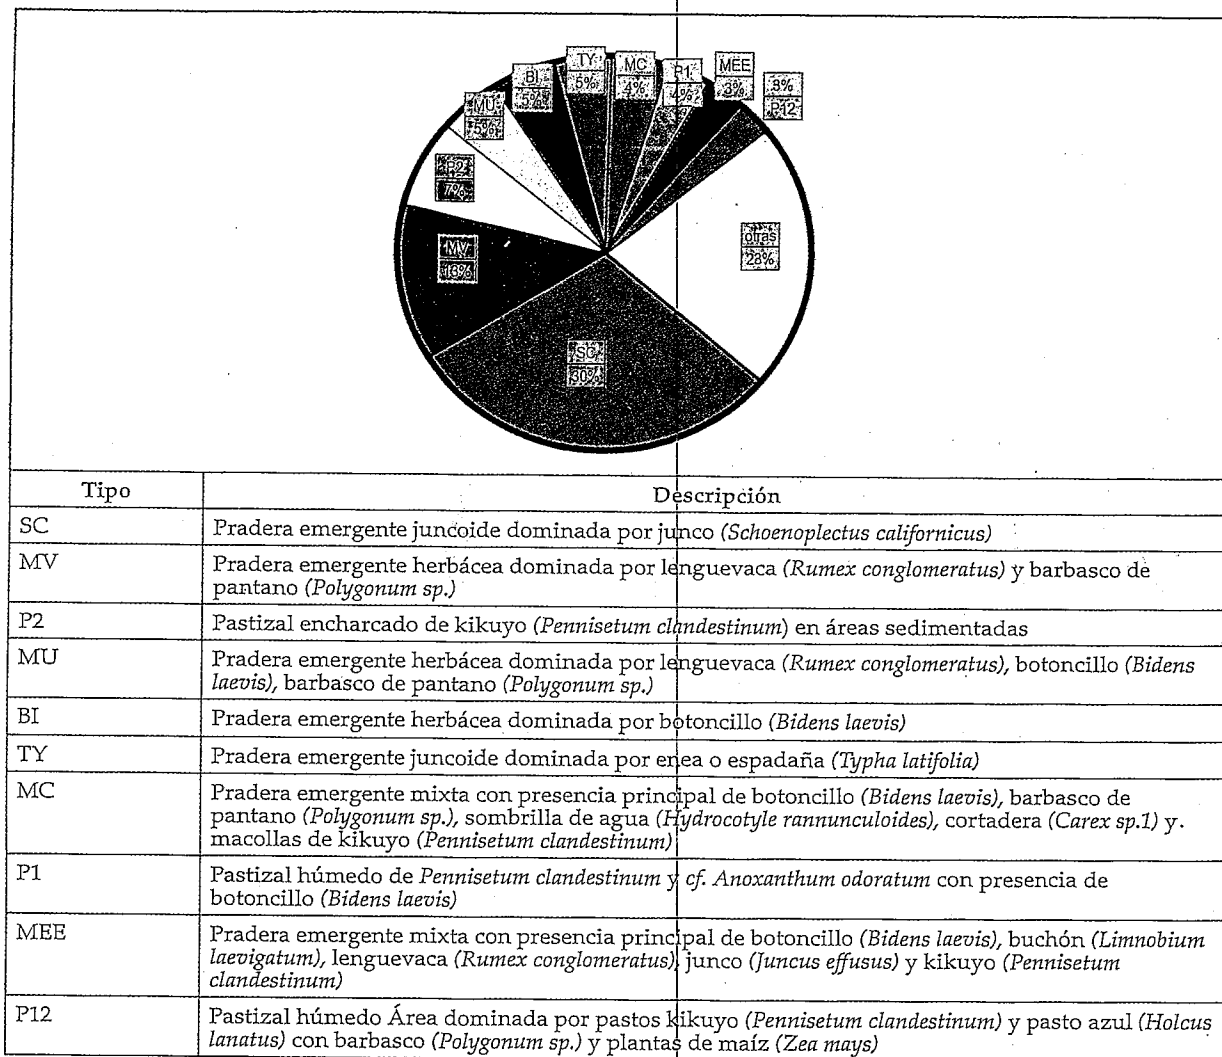 TY
5%
MC
4%
P1
4%
MEE
3%
3%
P12
BI
5%
MU
5%
P2
7%
MV
13%
otras
23%
SC
30%
Tipo Descripción
SC Pradera emergente juncoide dominada por junco (Schoenoplectus californicus)
MV Pradera emergente herbácea dominada por lenguevaca (Rumex conglomeratus) y barbasco de
pantano (Polygonum sp.)
P2 Pastizal encharcado de kikuyo (Pennisetum clandestinum) en áreas sedimentadas
MU Pradera emergente herbácea dominada por lenguevaca (Rumex conglomeratus), botoncillo (Bidens
laevis), barbasco de pantano (Polygonum sp.)
BI Pradera emergente herbácea dominada por botoncillo (Bidens laevis)
TY Pradera emergente juncoide dominada por enea o espadaña (Typha latifolia)
MC Pradera emergente mixta con presencia principal de botoncillo (Bidens laevis), barbasco de
pantano (Polygonum sp.), sombrilla de agua (Hydrocotyle rannunculoides), cortadera (Carex sp.1) y
macollas de kikuyo (Pennisetum clandestinum)
P1 Pastizal húmedo de Pennisetum clandestinum y cf. Anoxanthum odoratum con presencia de
botoncillo (Bidens laevis)
MEE Pradera emergente mixta con presencia principal de botoncillo (Bidens laevis), buchón (Limnobium
laevigatum), lenguevaca (Rumex conglomeratus), junco (Juncus effusus) y kikuyo (Pennisetum
clandestinum)
P12 Pastizal húmedo Área dominada por pastos kikuyo (Pennisetum clandestinum) y pasto azul (Holcus
lanatus) con barbasco (Polygonum sp.) y plantas de maíz (Zea mays)